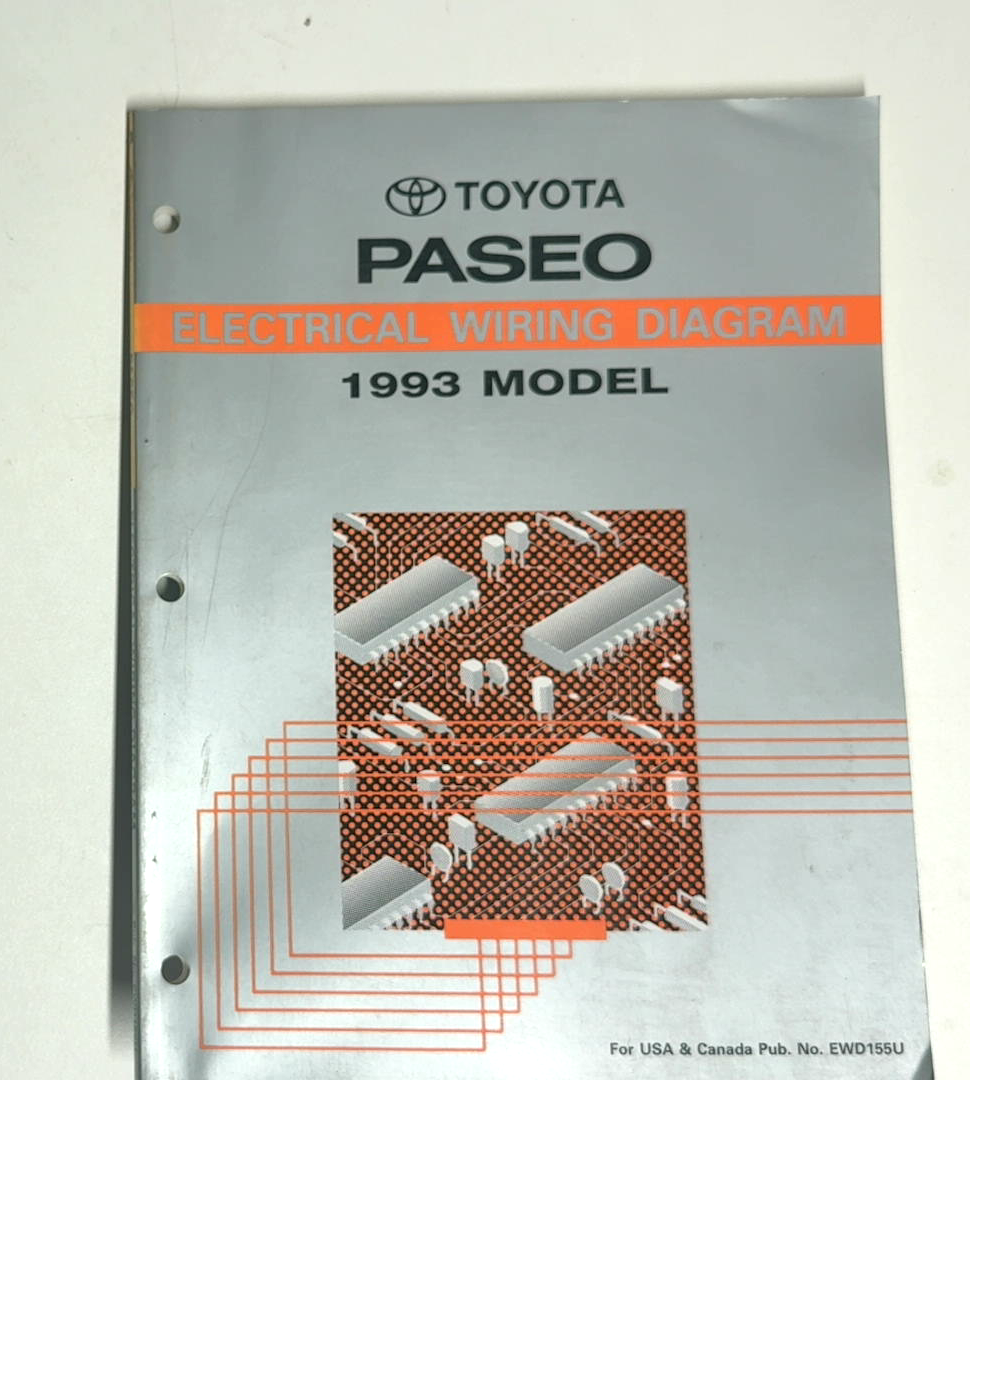 TOYOTA
PASEO
ELECTRICAL WIRING DIAGRAM
1993 MODEL
For USA & Canada Pub. No. EWD155U